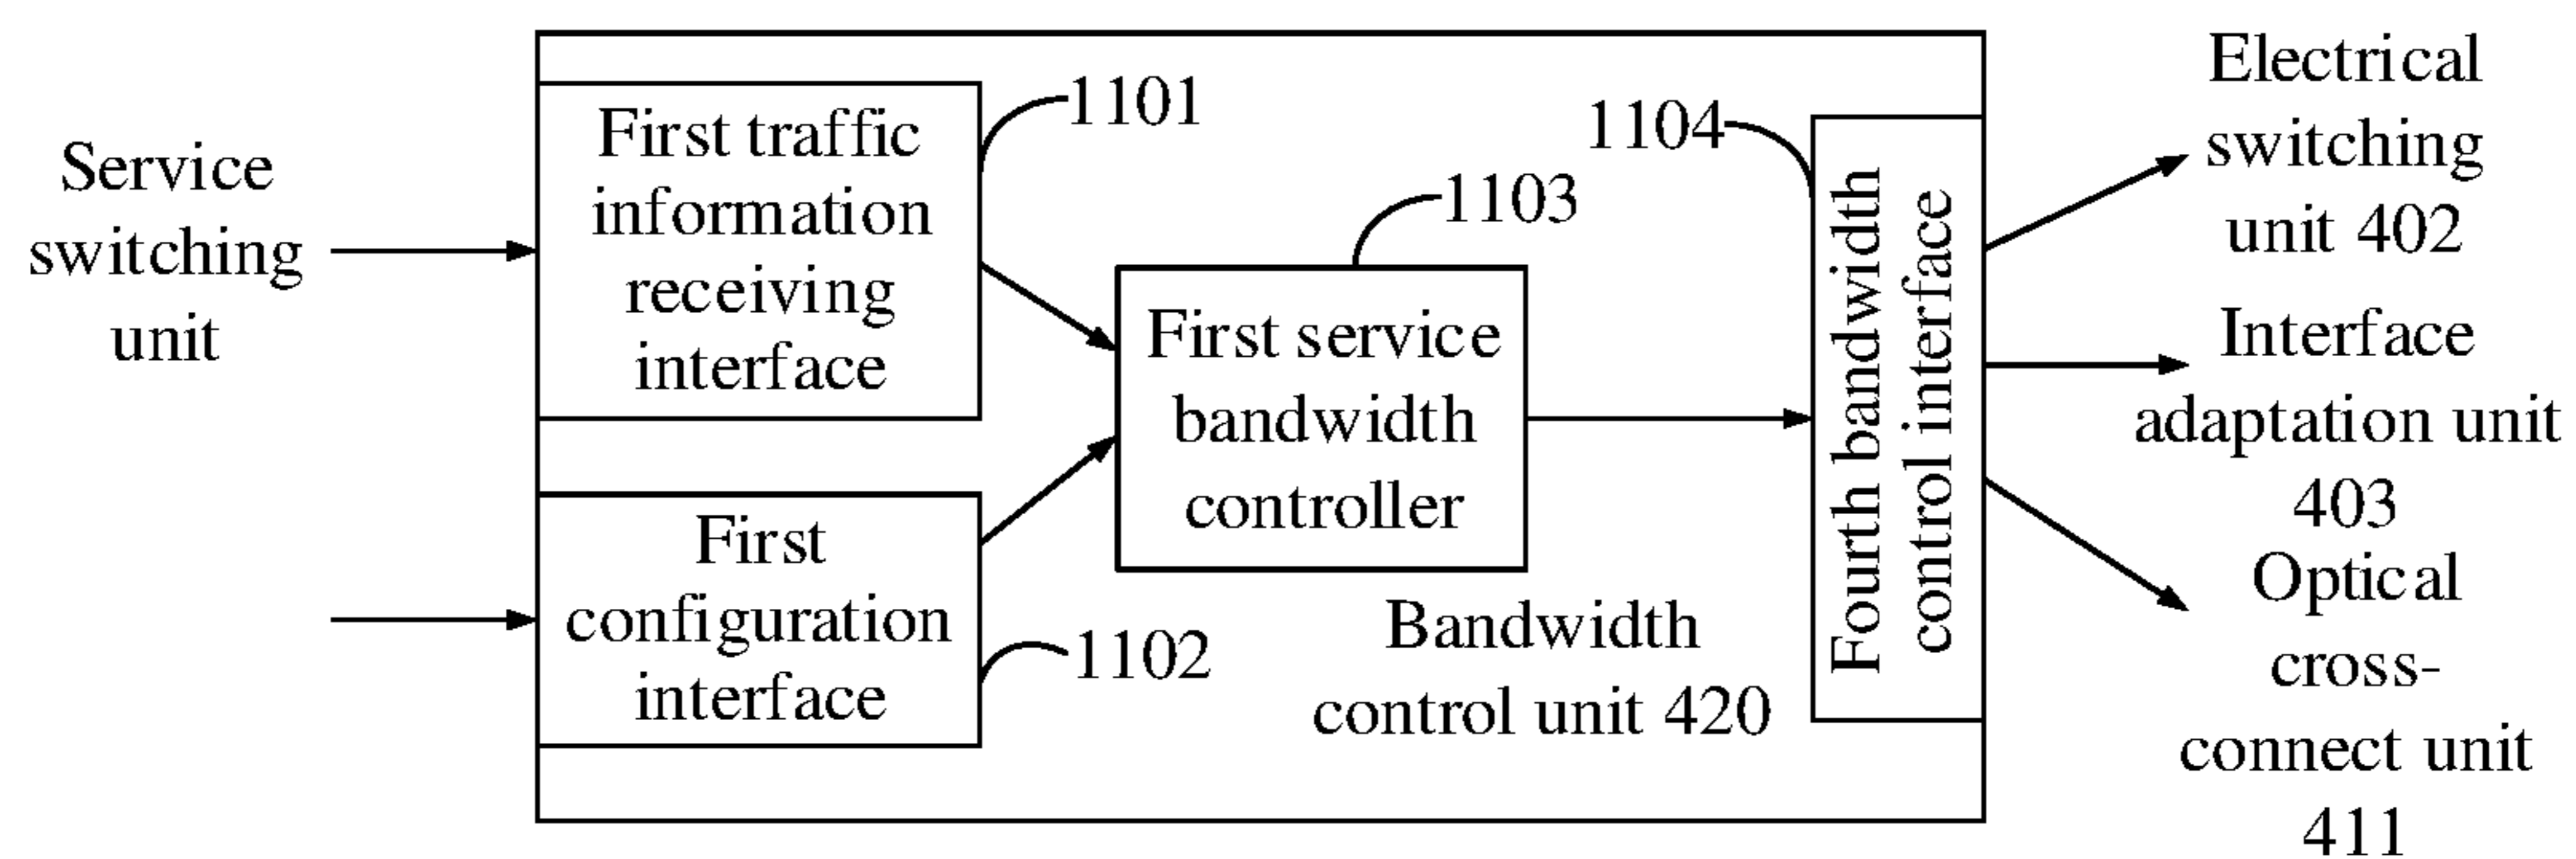 Service
switching
unit
First traffic
information
receiving
interface
1101
First
configuration
interface
1102
1103
First service
bandwidth
controller
Bandwidth
control unit 420
1104
Fourth bandwidth
control interface
Electrical
switching
unit 402
Interface
adaptation unit
403
Optical
cross-
connect unit
411